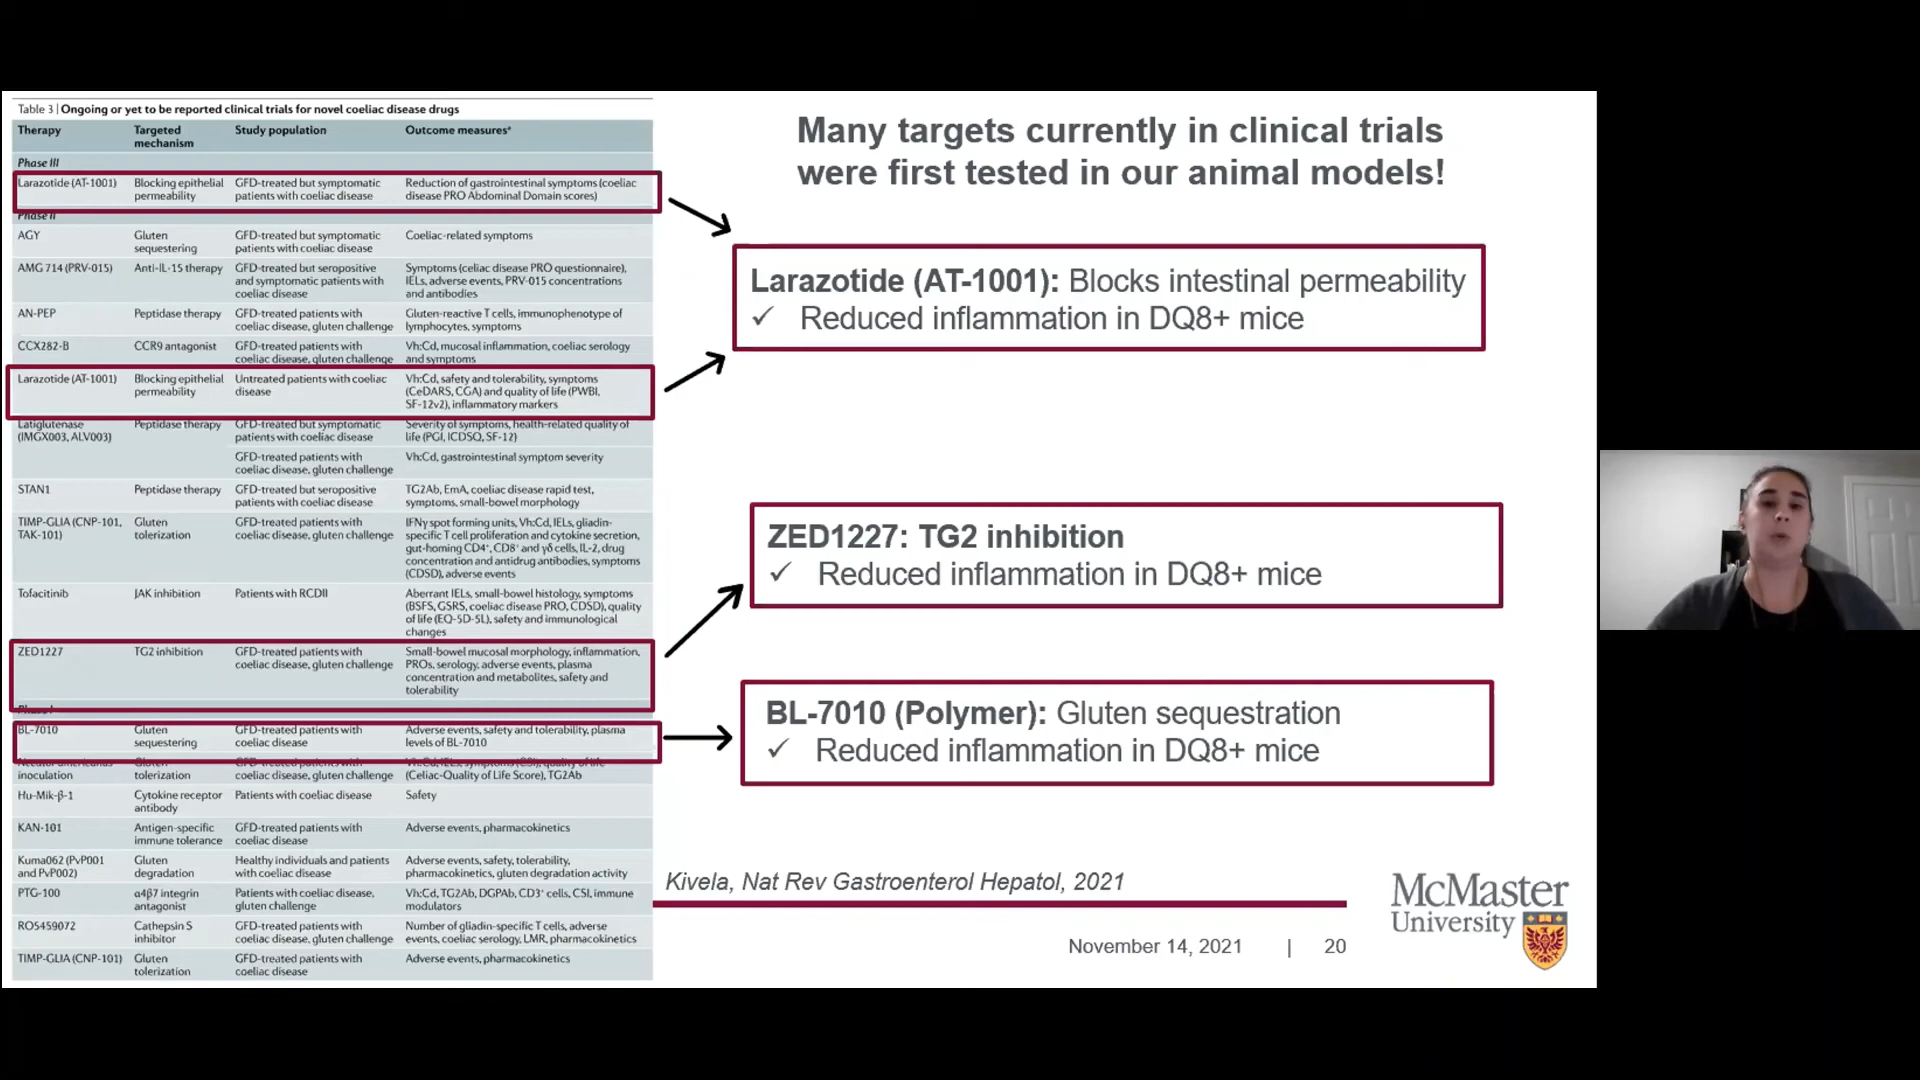 Table 3 | Ongoing or yet to be reported clinical trials for novel coeliac disease drugs
Therapy Targeted mechanism Study population Outcome measuresª
Phase III
Larazotide (AT-1001) Blocking epithelial permeability GFD-treated but symptomatic patients with coeliac disease Reduction of gastrointestinal symptoms (coeliac disease PRO Abdominal Domain scores)
Phase II
AGY Gluten sequestering GFD-treated but symptomatic patients with coeliac disease Coeliac-related symptoms
AMG 714 (PRV-015) Anti-IL-15 therapy GFD-treated but seropositive and symptomatic patients with coeliac disease Symptoms (celiac disease PRO questionnaire), IELs, adverse events, PRV-015 concentrations and antibodies
AN-PEP Peptidase therapy GFD-treated patients with coeliac disease, gluten challenge Gluten-reactive T cells, immunophenotype of lymphocytes, symptoms
CCX282-B CCR9 antagonist GFD-treated patients with coeliac disease, gluten challenge Vh:Cd, mucosal inflammation, coeliac serology and symptoms
Larazotide (AT-1001) Blocking epithelial permeability Untreated patients with coeliac disease Vh:Cd, safety and tolerability, symptoms (CeDARS, CGA) and quality of life (PWBI, SF-12v2), inflammatory markers
Latiglutenase (IMGX003, ALV003) Peptidase therapy GFD-treated but symptomatic patients with coeliac disease Severity of symptoms, health-related quality of life (PGI, ICDSQ, SF-12)
GFD-treated patients with coeliac disease, gluten challenge Vh:Cd, gastrointestinal symptom severity
STAN1 Peptidase therapy GFD-treated but seropositive patients with coeliac disease TG2Ab, EmA, coeliac disease rapid test, symptoms, small-bowel morphology
TIMP-GLIA (CNP-101, TAK-101) Gluten tolerization GFD-treated patients with coeliac disease, gluten challenge IFNγ spot forming units, Vh:Cd, IELs, gliadin-specific T cell proliferation and cytokine secretion, gut-homing CD4⁺, CD8⁺ and γδ cells, IL-2, drug concentration and antidrug antibodies, symptoms (CDSD), adverse events
Tofacitinib JAK inhibition Patients with RCDII Aberrant IELs, small-bowel histology, symptoms (BSFS, GSRS, coeliac disease PRO, CDSD), quality of life (EQ-5D-5L), safety and immunological changes
ZED1227 TG2 inhibition GFD-treated patients with coeliac disease, gluten challenge Small-bowel mucosal morphology, inflammation, PROs, serology, adverse events, plasma concentration and metabolites, safety and tolerability
Phase I
BL-7010 Gluten sequestering GFD-treated patients with coeliac disease Adverse events, safety and tolerability, plasma levels of BL-7010
Necator americanus inoculation Gluten tolerization GFD-treated patients with coeliac disease, gluten challenge Vh:Cd, IELs, symptoms (CSI), quality of life (Celiac-Quality of Life Score), TG2Ab
Hu-Mik-β-1 Cytokine receptor antibody Patients with coeliac disease Safety
KAN-101 Antigen-specific immune tolerance GFD-treated patients with coeliac disease Adverse events, pharmacokinetics
Kuma062 (PvP001 and PvP002) Gluten degradation Healthy individuals and patients with coeliac disease Adverse events, safety, tolerability, pharmacokinetics, gluten degradation activity
PTG-100 α4β7 integrin antagonist Patients with coeliac disease, gluten challenge Vh:Cd, TG2Ab, DGPAb, CD3⁺ cells, CSI, immune modulators
RO5459072 Cathepsin S inhibitor GFD-treated patients with coeliac disease, gluten challenge Number of gliadin-specific T cells, adverse events, coeliac serology, LMR, pharmacokinetics
TIMP-GLIA (CNP-101) Gluten tolerization GFD-treated patients with coeliac disease Adverse events, pharmacokinetics
Many targets currently in clinical trials
were first tested in our animal models!
Larazotide (AT-1001): Blocks intestinal permeability
✓ Reduced inflammation in DQ8+ mice
ZED1227: TG2 inhibition
✓ Reduced inflammation in DQ8+ mice
BL-7010 (Polymer): Gluten sequestration
✓ Reduced inflammation in DQ8+ mice
Kivela, Nat Rev Gastroenterol Hepatol, 2021
November 14, 2021 | 20
McMaster
University